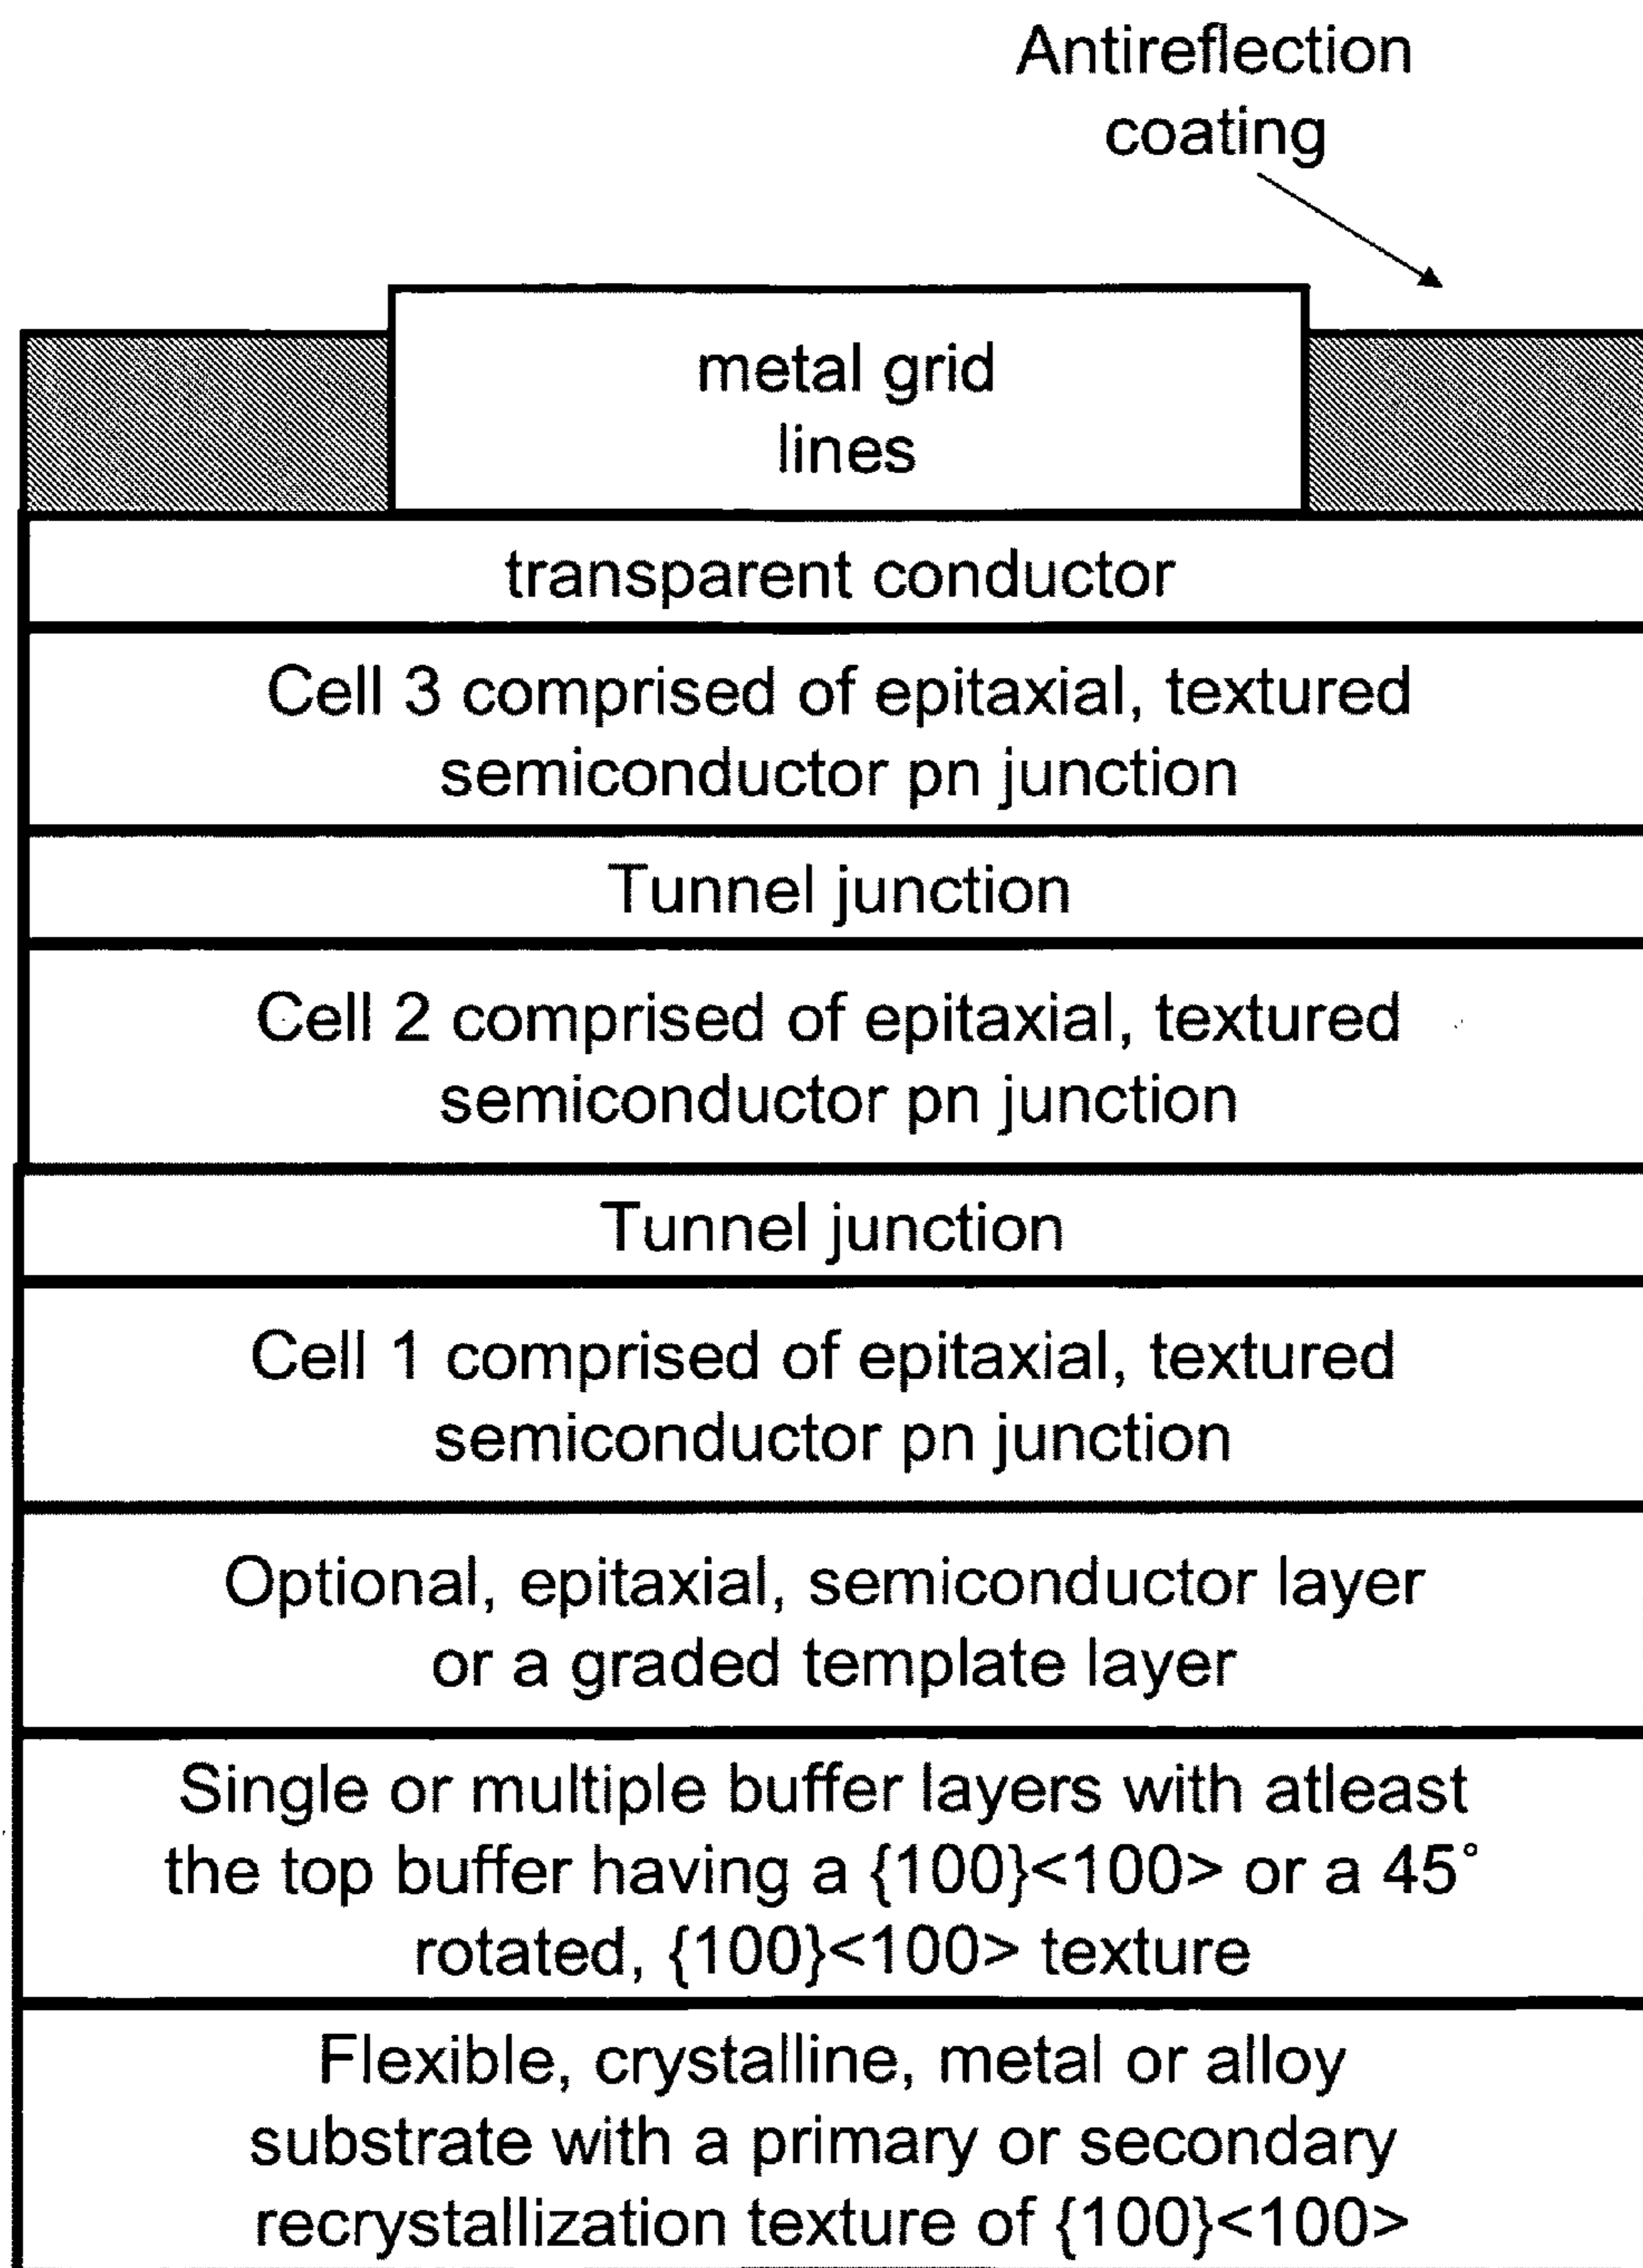 Antireflection
coating
metal grid
lines
transparent conductor
Cell 3 comprised of epitaxial, textured
semiconductor pn junction
Tunnel junction
Cell 2 comprised of epitaxial, textured
semiconductor pn junction
Tunnel junction
Cell 1 comprised of epitaxial, textured
semiconductor pn junction
Optional, epitaxial, semiconductor layer
or a graded template layer
Single or multiple buffer layers with atleast
the top buffer having a {100}<100> or a 45°
rotated, {100}<100> texture
Flexible, crystalline, metal or alloy
substrate with a primary or secondary
recrystallization texture of {100}<100>